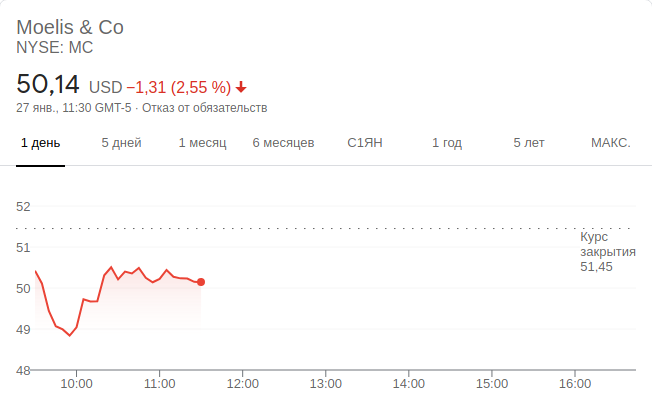 Moelis & Co
NYSE: MC
50,14 USD −1,31 (2,55 %)
27 янв., 11:30 GMT-5 · Отказ от обязательств
1 день 5 дней 1 месяц 6 месяцев С1ЯН 1 год 5 лет МАКС.
52
51
50
49
48
Курс
закрытия
51,45
10:00 11:00 12:00 13:00 14:00 15:00 16:00